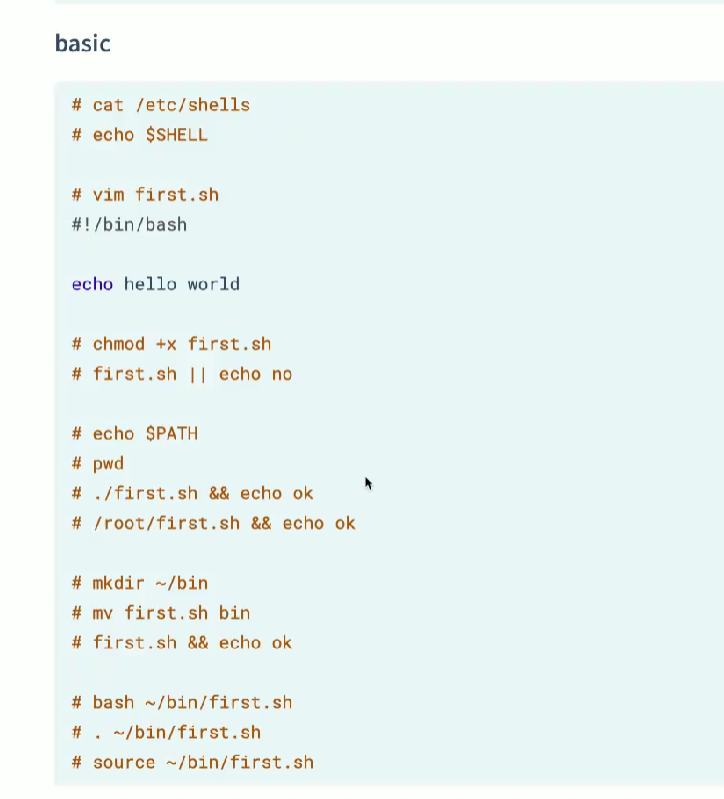 basic
# cat /etc/shells
# echo $SHELL
# vim first.sh
#!/bin/bash
echo hello world
# chmod +x first.sh
# first.sh || echo no
# echo $PATH
# pwd
# ./first.sh && echo ok
# /root/first.sh && echo ok
# mkdir ~/bin
# mv first.sh bin
# first.sh && echo ok
# bash ~/bin/first.sh
# . ~/bin/first.sh
# source ~/bin/first.sh